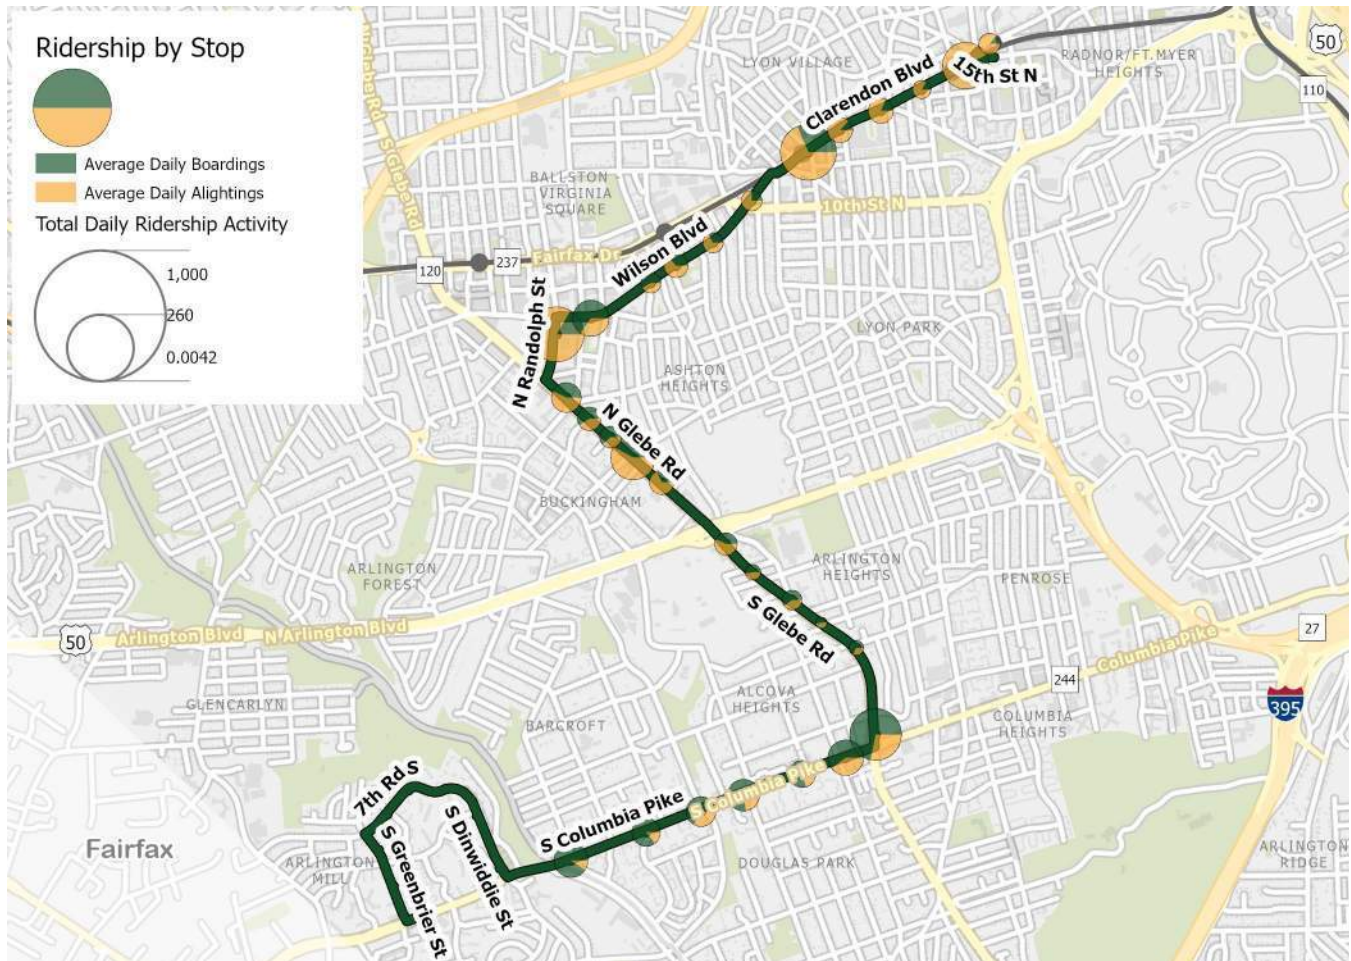 Ridership by Stop
Average Daily Boardings
Average Daily Alightings
Total Daily Ridership Activity
1,000
260
0.0042
N Glebe Rd
S Glebe Rd
LYON VILLAGE
RADNOR/FT.MYER
HEIGHTS
50
110
15th St N
Clarendon Blvd
BALLSTON -
VIRGINIA
SQUARE
10th St N
Wilson Blvd
Fairfax Dr
237
120
N Randolph St
LYON PARK
ASHTON
HEIGHTS
N Glebe Rd
BUCKINGHAM
ARLINGTON
FOREST
ARLINGTON
HEIGHTS
PENROSE
S Glebe Rd
50
Arlington Blvd
N Arlington Blvd
27
Columbia Pike
244
395
GLENCARLYN
BARCROFT
ALCOVA
HEIGHTS
COLUMBIA
HEIGHTS
7th Rd S
S Dinwiddie St
S Greenbrier St
S Columbia Pike
S Columbia Pike
Fairfax
ARLINGTON
MILL
DOUGLAS PARK
ARLINGTON
RIDGE